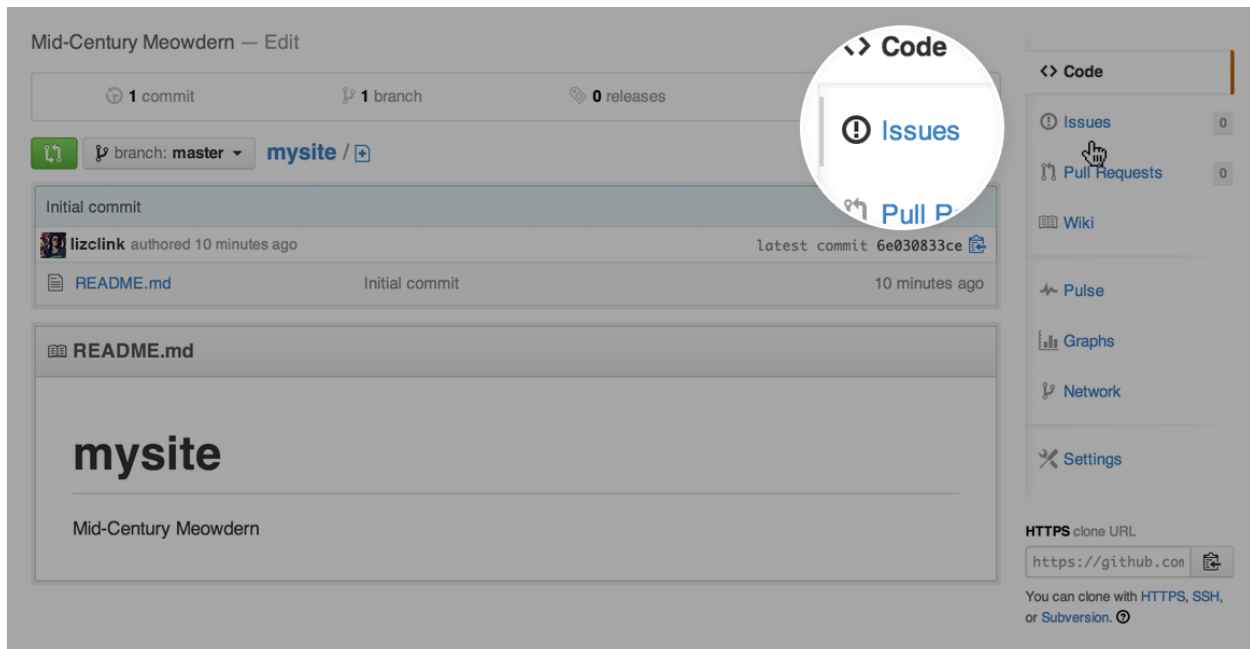 Mid-Century Meowdern — Edit
1 commit
1 branch
0 releases
branch: master
mysite /
Initial commit
lizclink authored 10 minutes ago
latest commit 6e030833ce
README.md
Initial commit
10 minutes ago
README.md
mysite
Mid-Century Meowdern
Code
Issues
Pull Re
Code
Issues 0
Pull Requests 0
Wiki
Pulse
Graphs
Network
Settings
HTTPS clone URL
https://github.com
You can clone with HTTPS, SSH,
or Subversion.